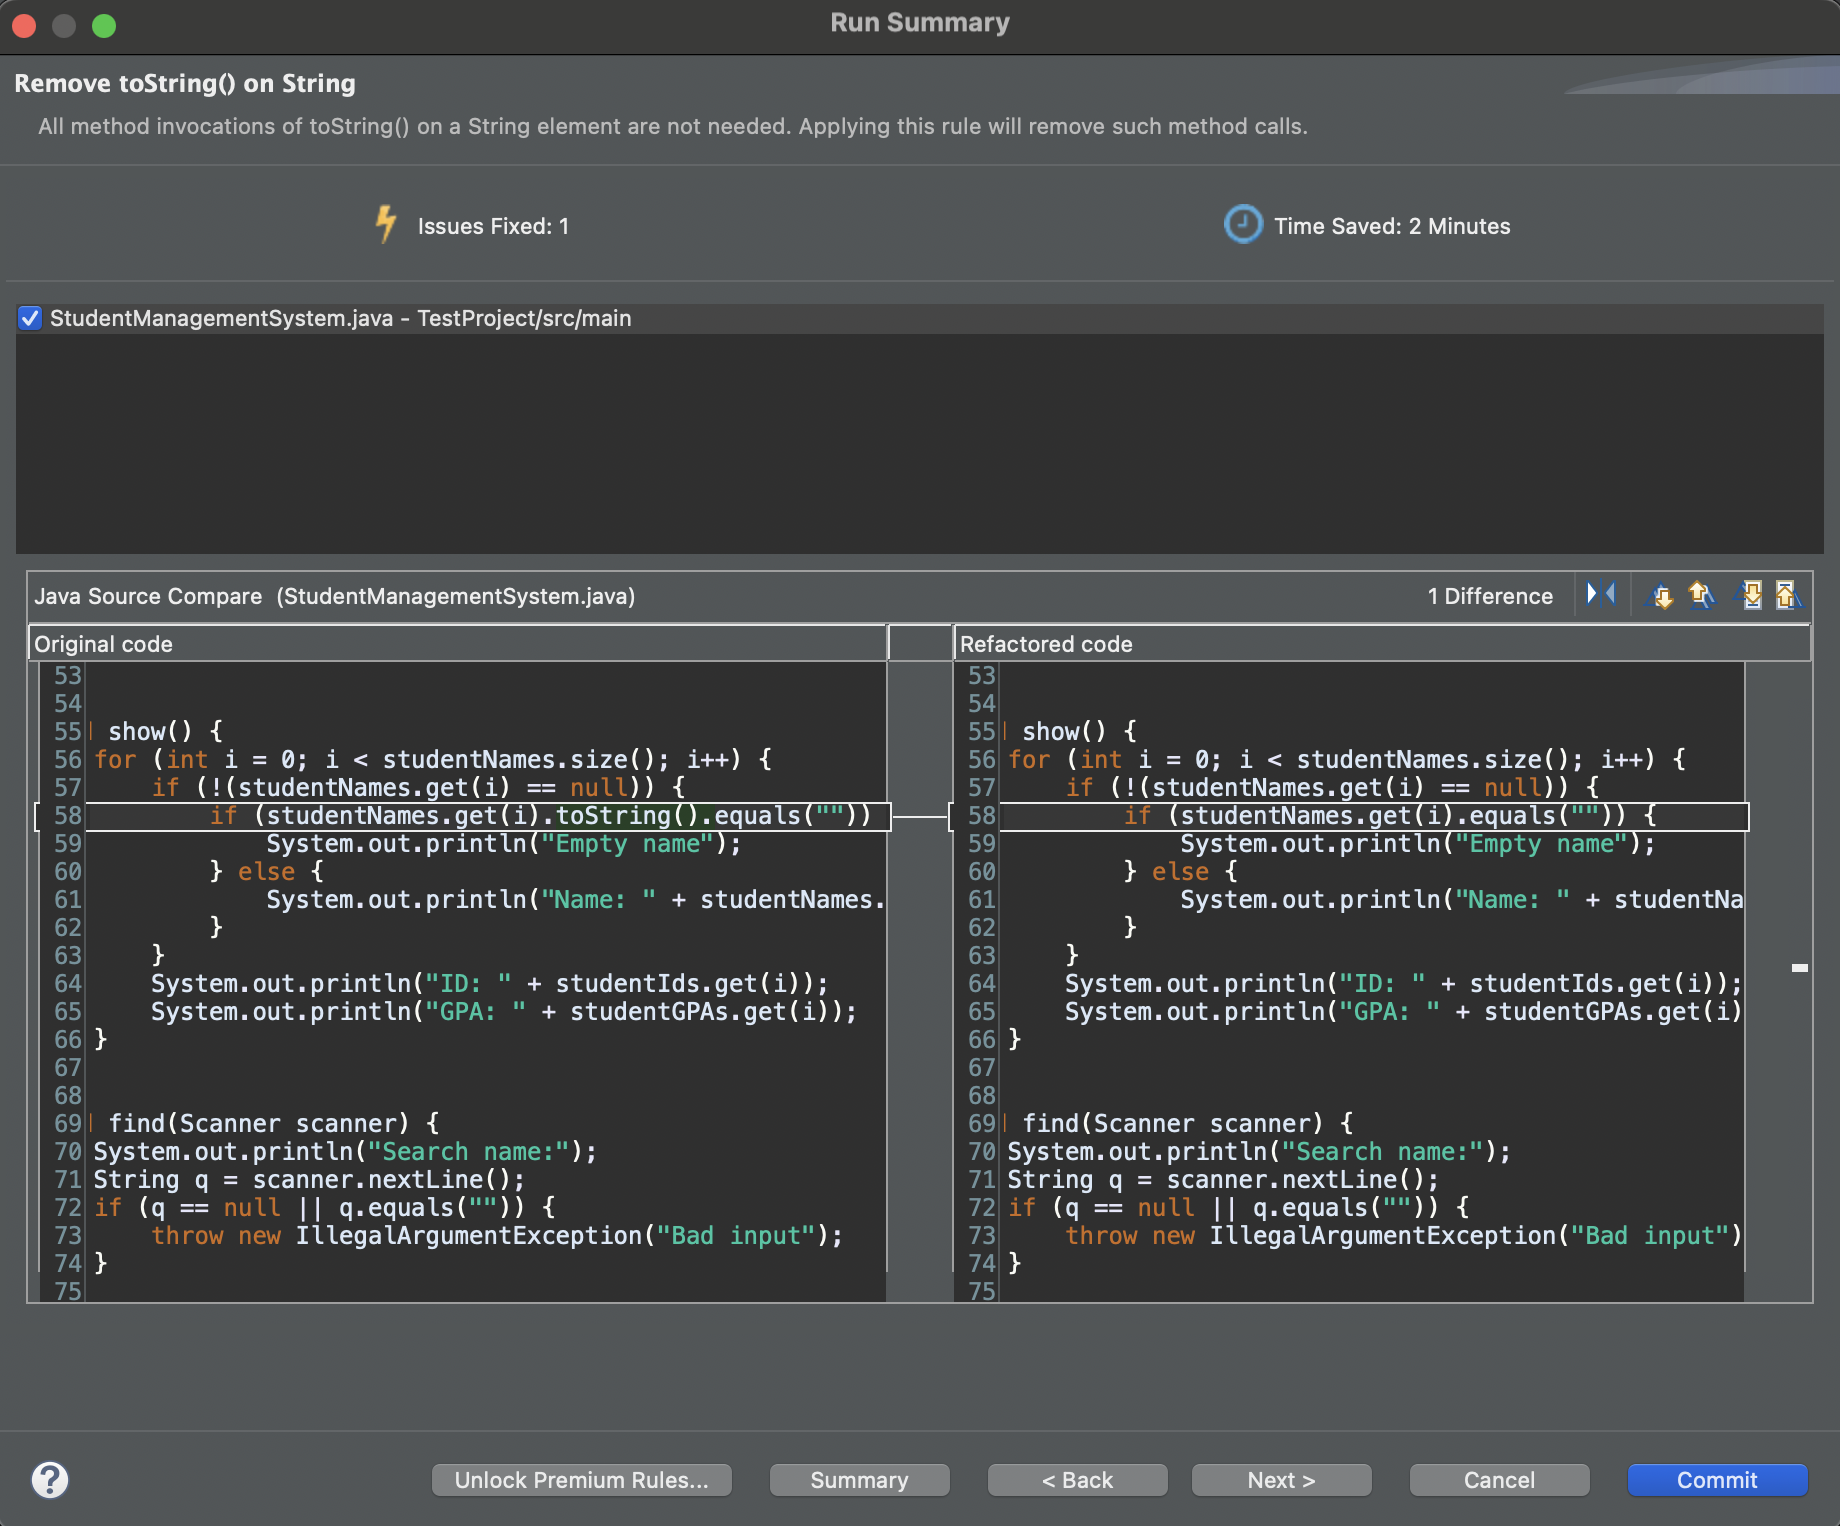 Run Summary
Remove toString() on String
All method invocations of toString() on a String element are not needed. Applying this rule will remove such method calls.
Issues Fixed: 1
Time Saved: 2 Minutes
StudentManagementSystem.java - TestProject/src/main
Java Source Compare (StudentManagementSystem.java)
1 Difference
Original code
53
54
55 show() {
56 for (int i = 0; i < studentNames.size(); i++) {
57     if (!(studentNames.get(i) == null)) {
58         if (studentNames.get(i).toString().equals(""))
59             System.out.println("Empty name");
60         } else {
61             System.out.println("Name: " + studentNames.
62         }
63     }
64     System.out.println("ID: " + studentIds.get(i));
65     System.out.println("GPA: " + studentGPAs.get(i));
66 }
67
68
69 find(Scanner scanner) {
70 System.out.println("Search name:");
71 String q = scanner.nextLine();
72 if (q == null || q.equals("")) {
73     throw new IllegalArgumentException("Bad input");
74 }
75
Refactored code
53
54
55 show() {
56 for (int i = 0; i < studentNames.size(); i++) {
57     if (!(studentNames.get(i) == null)) {
58         if (studentNames.get(i).equals("")) {
59             System.out.println("Empty name");
60         } else {
61             System.out.println("Name: " + studentNa
62         }
63     }
64     System.out.println("ID: " + studentIds.get(i));
65     System.out.println("GPA: " + studentGPAs.get(i)
66 }
67
68
69 find(Scanner scanner) {
70 System.out.println("Search name:");
71 String q = scanner.nextLine();
72 if (q == null || q.equals("")) {
73     throw new IllegalArgumentException("Bad input")
74 }
75
?
Unlock Premium Rules...
Summary
< Back
Next >
Cancel
Commit